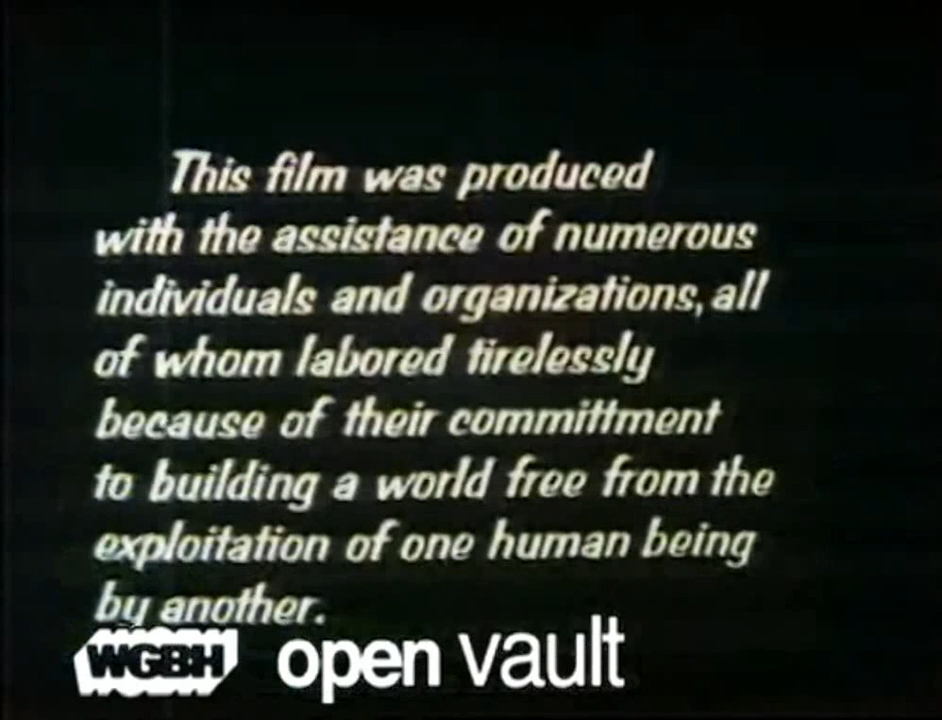 This film was produced
with the assistance of numerous
individuals and organizations, all
of whom labored tirelessly
because of their committment
to building a world free from the
exploitation of one human being
by another.
WGBH open vault